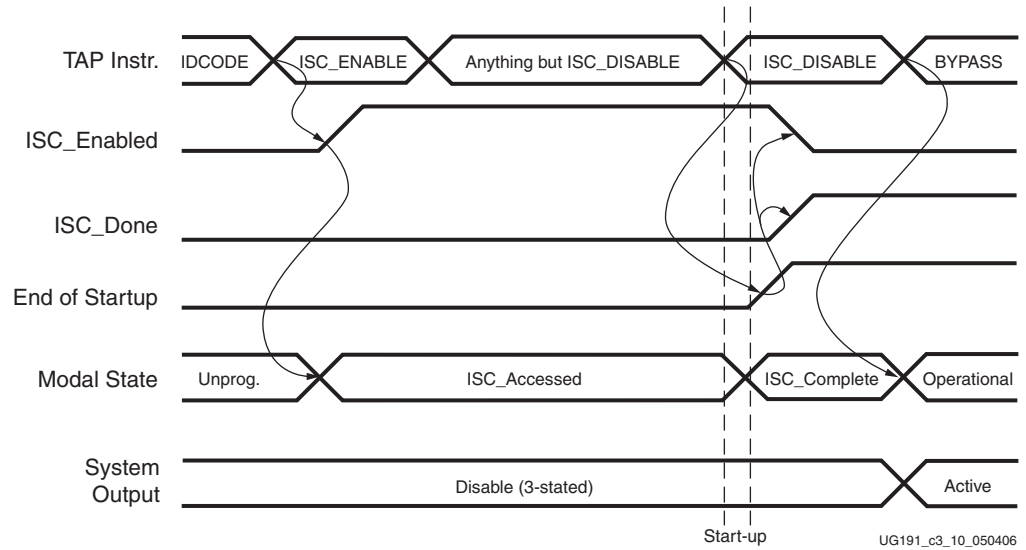 TAP Instr.
IDCODE
ISC_ENABLE
Anything but ISC_DISABLE
ISC_DISABLE
BYPASS
ISC_Enabled
ISC_Done
End of Startup
Modal State
Unprog.
ISC_Accessed
ISC_Complete
Operational
System
Output
Disable (3-stated)
Active
Start-up
UG191_c3_10_050406